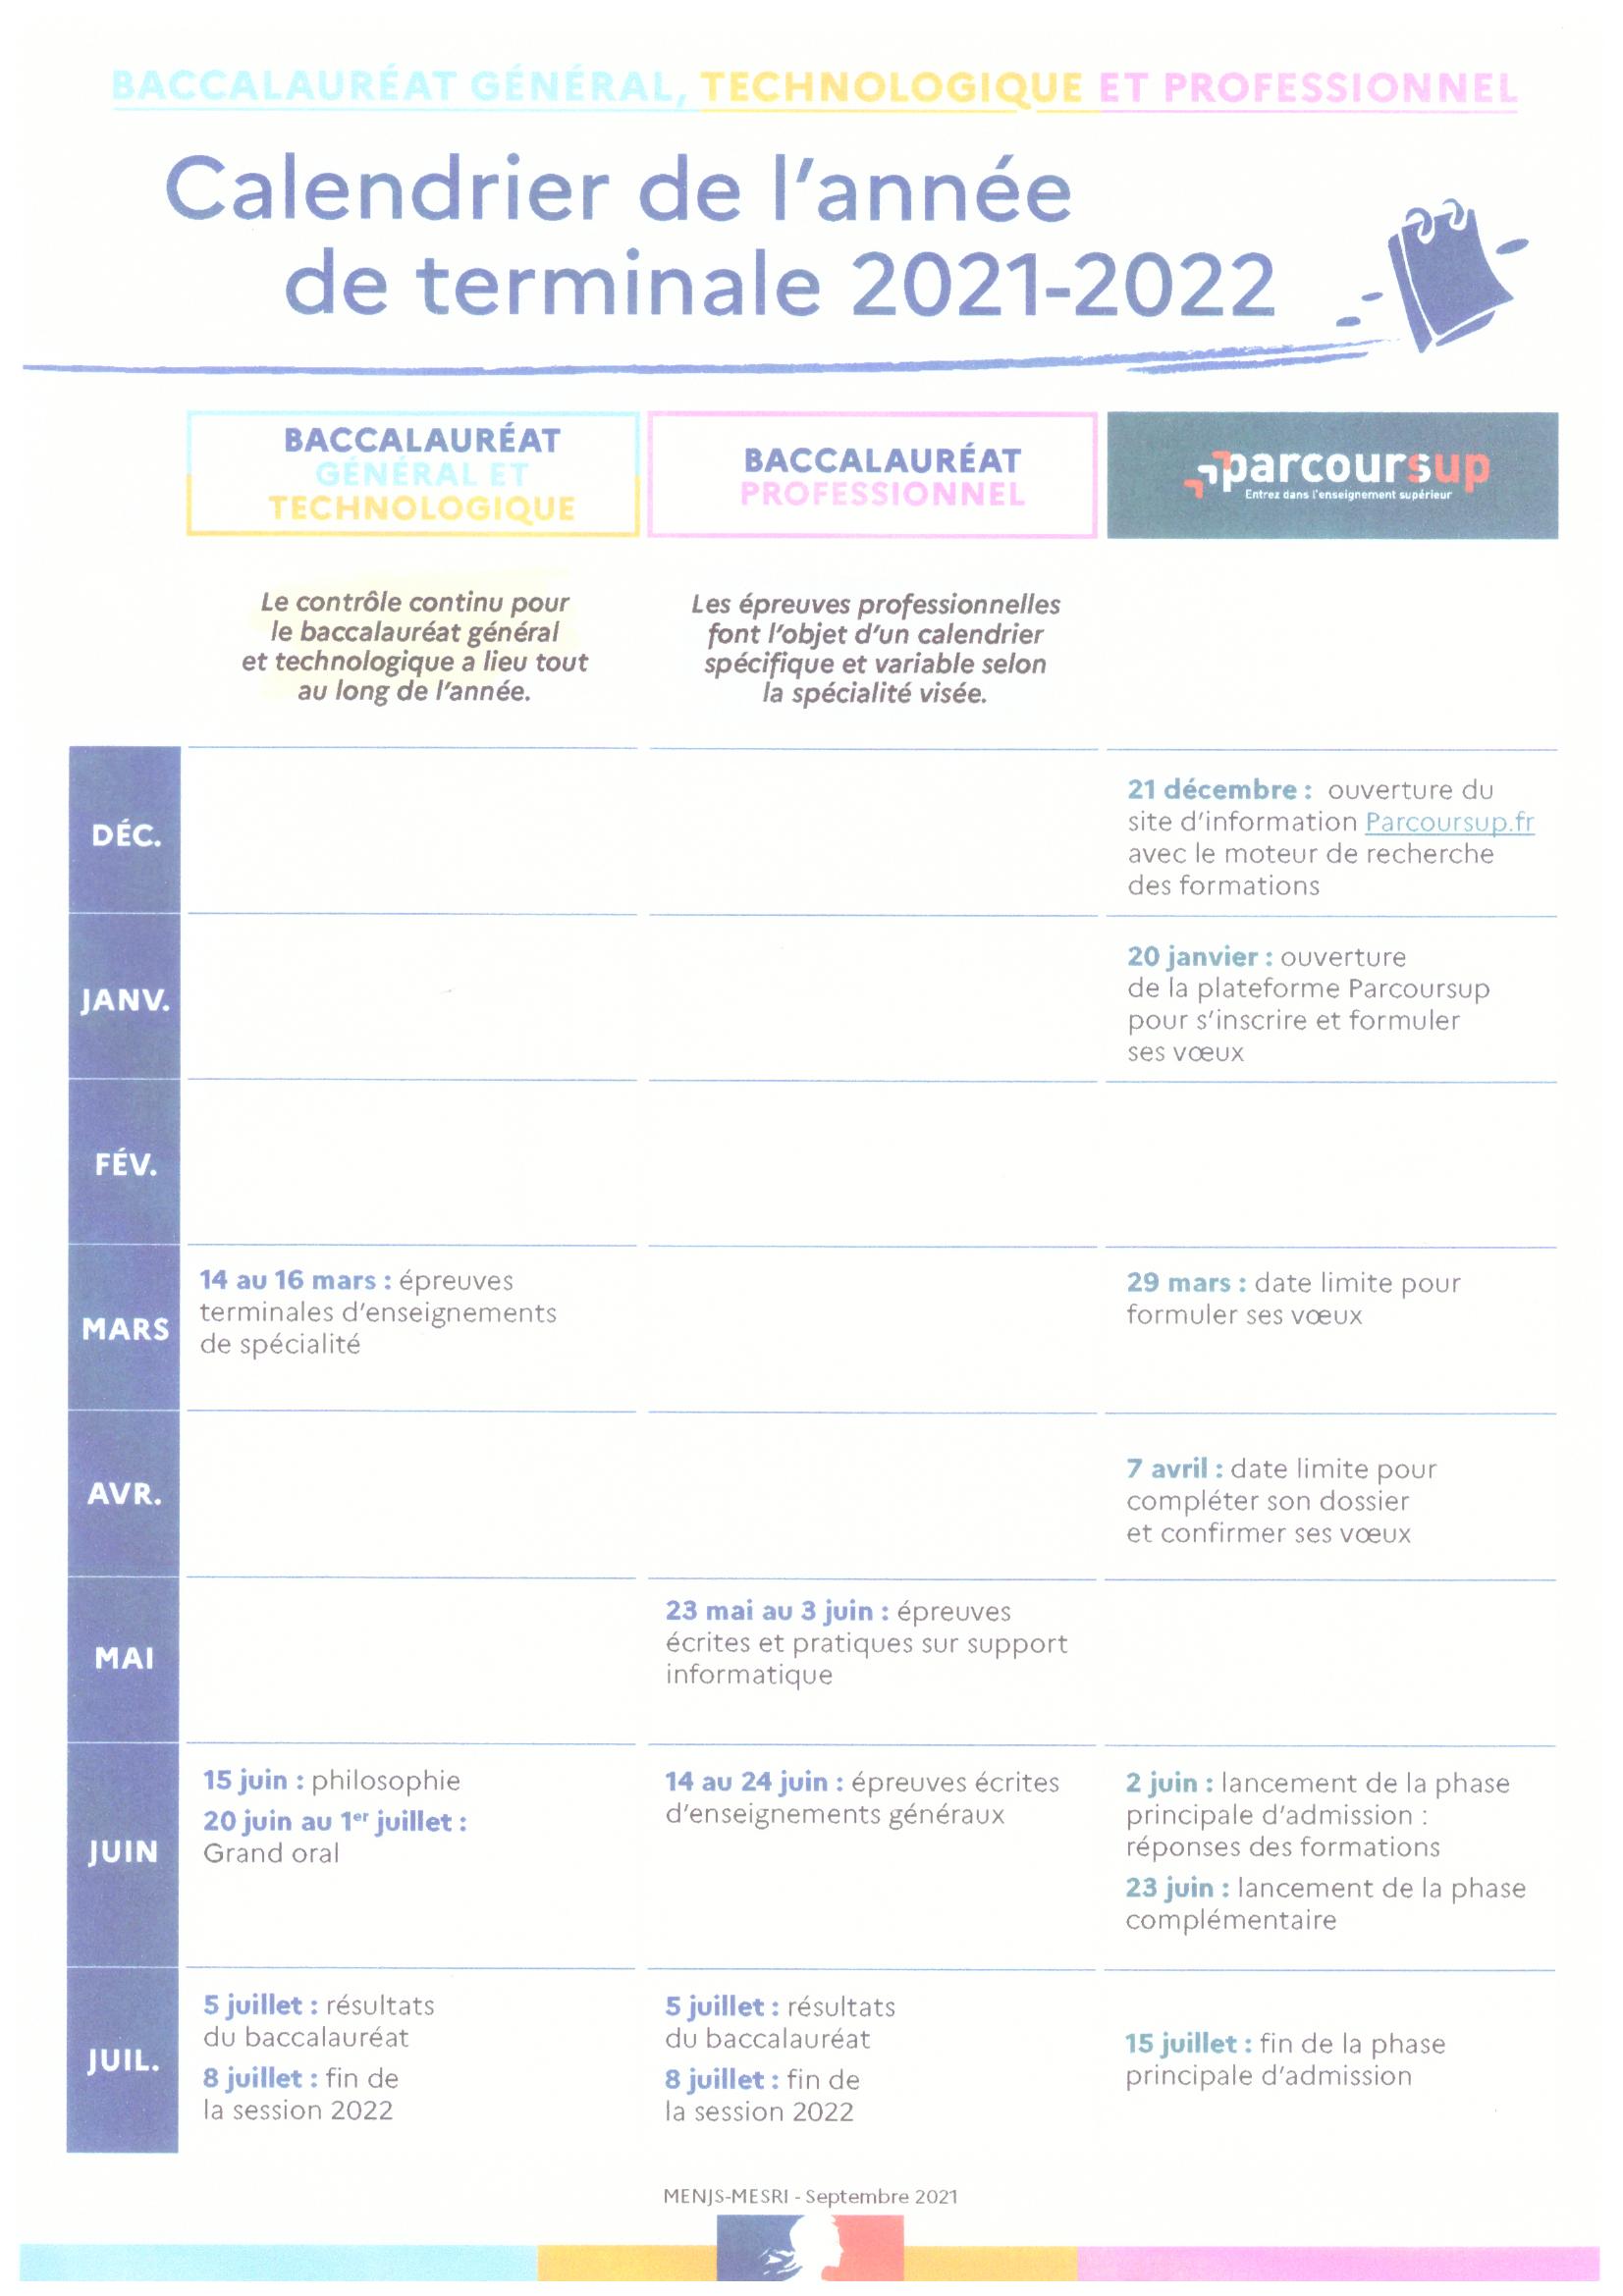 BACCALAURÉAT GÉNÉRAL, TECHNOLOGIQUE ET PROFESSIONNEL
Calendrier de l'année
de terminale 2021-2022
BACCALAURÉAT
GÉNÉRAL ET
TECHNOLOGIQUE
BACCALAURÉAT
PROFESSIONNEL
parcoursup
Entrez dans l'enseignement supérieur
Le contrôle continu pour
le baccalauréat général
et technologique a lieu tout
au long de l'année.
Les épreuves professionnelles
font l'objet d'un calendrier
spécifique et variable selon
la spécialité visée.
DÉC.
21 décembre : ouverture du
site d'information Parcoursup.fr
avec le moteur de recherche
des formations
JANV.
20 janvier : ouverture
de la plateforme Parcoursup
pour s'inscrire et formuler
ses vœux
FÉV.
MARS
14 au 16 mars : épreuves
terminales d'enseignements
de spécialité
29 mars : date limite pour
formuler ses vœux
AVR.
7 avril : date limite pour
compléter son dossier
et confirmer ses vœux
MAI
23 mai au 3 juin : épreuves
écrites et pratiques sur support
informatique
JUIN
15 juin : philosophie
20 juin au 1er juillet :
Grand oral
14 au 24 juin : épreuves écrites
d'enseignements généraux
2 juin : lancement de la phase
principale d'admission :
réponses des formations
23 juin : lancement de la phase
complémentaire
JUIL.
5 juillet : résultats
du baccalauréat
8 juillet : fin de
la session 2022
5 juillet : résultats
du baccalauréat
8 juillet : fin de
la session 2022
15 juillet : fin de la phase
principale d'admission
MENJS-MESRI - Septembre 2021